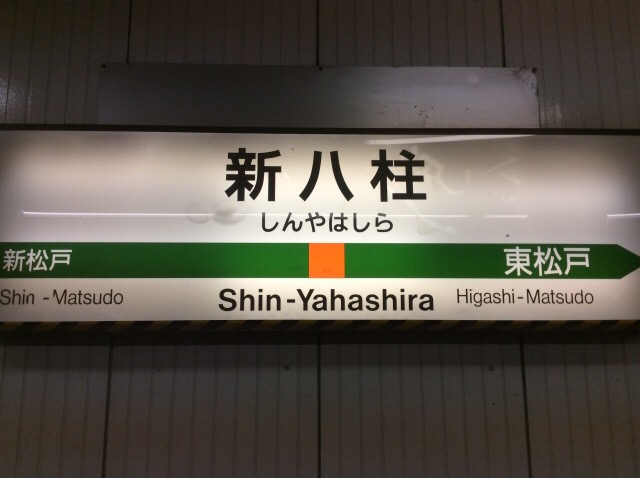 新八柱
しんやはしら
新松戸 東松戸
Shin-Matsudo Shin-Yahashira Higashi-Matsudo